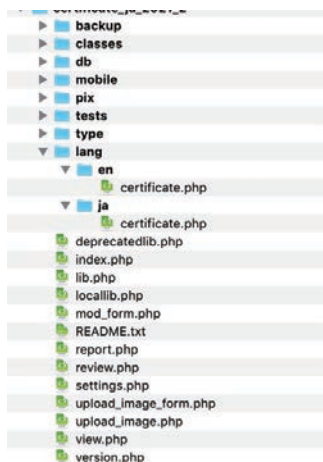 certificate_ja_2021_2
backup
classes
db
mobile
pix
tests
type
lang
en
certificate.php
ja
certificate.php
deprecatedlib.php
index.php
lib.php
locallib.php
mod_form.php
README.txt
report.php
review.php
settings.php
upload_image_form.php
upload_image.php
view.php
version.php